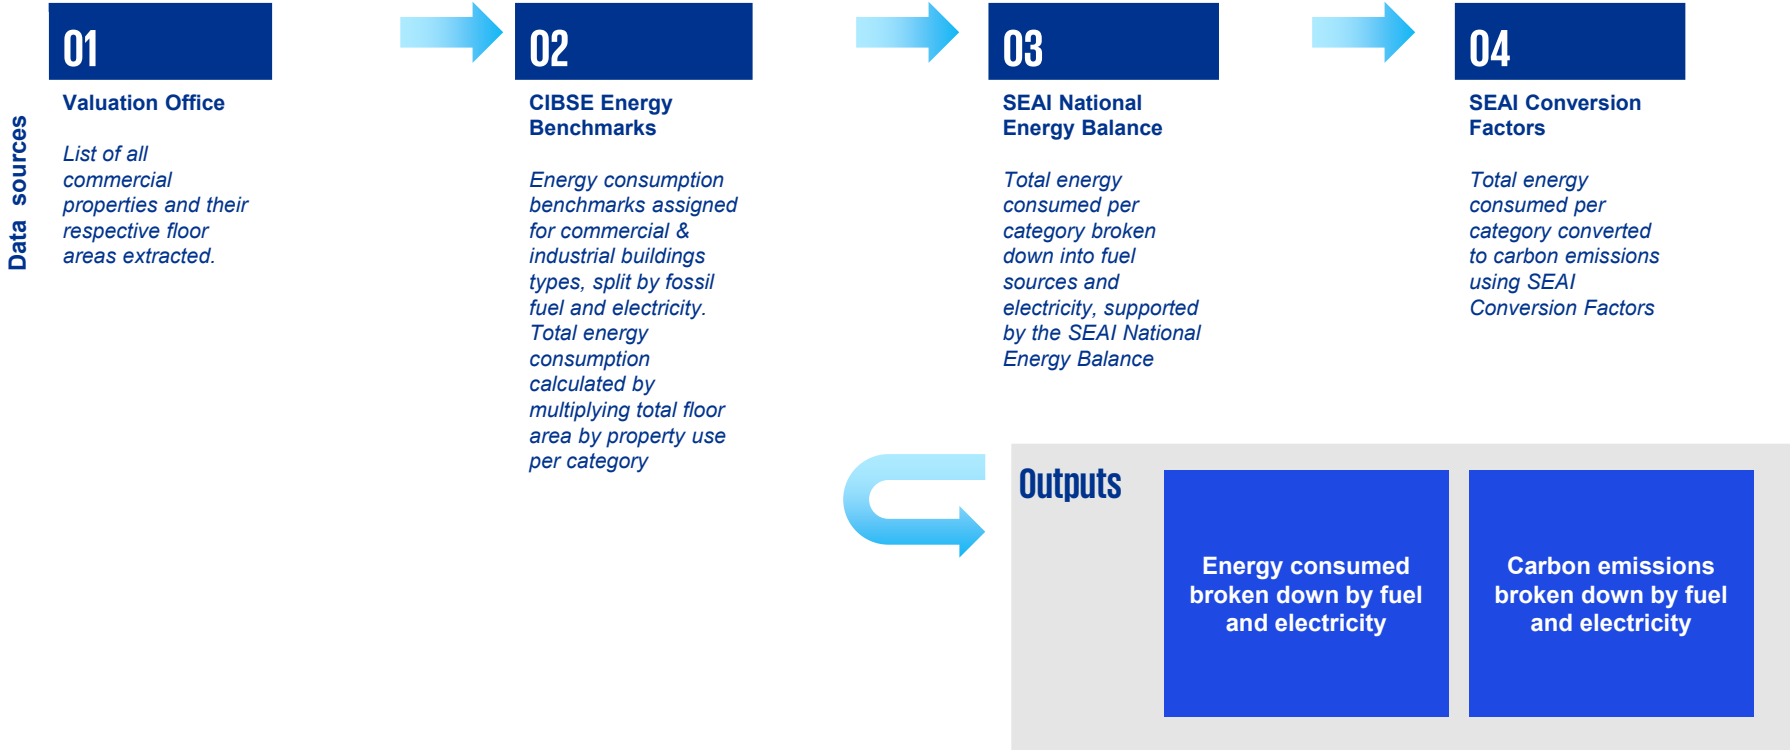 Data sources
01
Valuation Office
List of all
commercial
properties and their
respective floor
areas extracted.
02
CIBSE Energy
Benchmarks
Energy consumption
benchmarks assigned
for commercial &
industrial buildings
types, split by fossil
fuel and electricity.
Total energy
consumption
calculated by
multiplying total floor
area by property use
per category
03
SEAI National
Energy Balance
Total energy
consumed per
category broken
down into fuel
sources and
electricity, supported
by the SEAI National
Energy Balance
04
SEAI Conversion
Factors
Total energy
consumed per
category converted
to carbon emissions
using SEAI
Conversion Factors
Outputs
Energy consumed
broken down by fuel
and electricity
Carbon emissions
broken down by fuel
and electricity